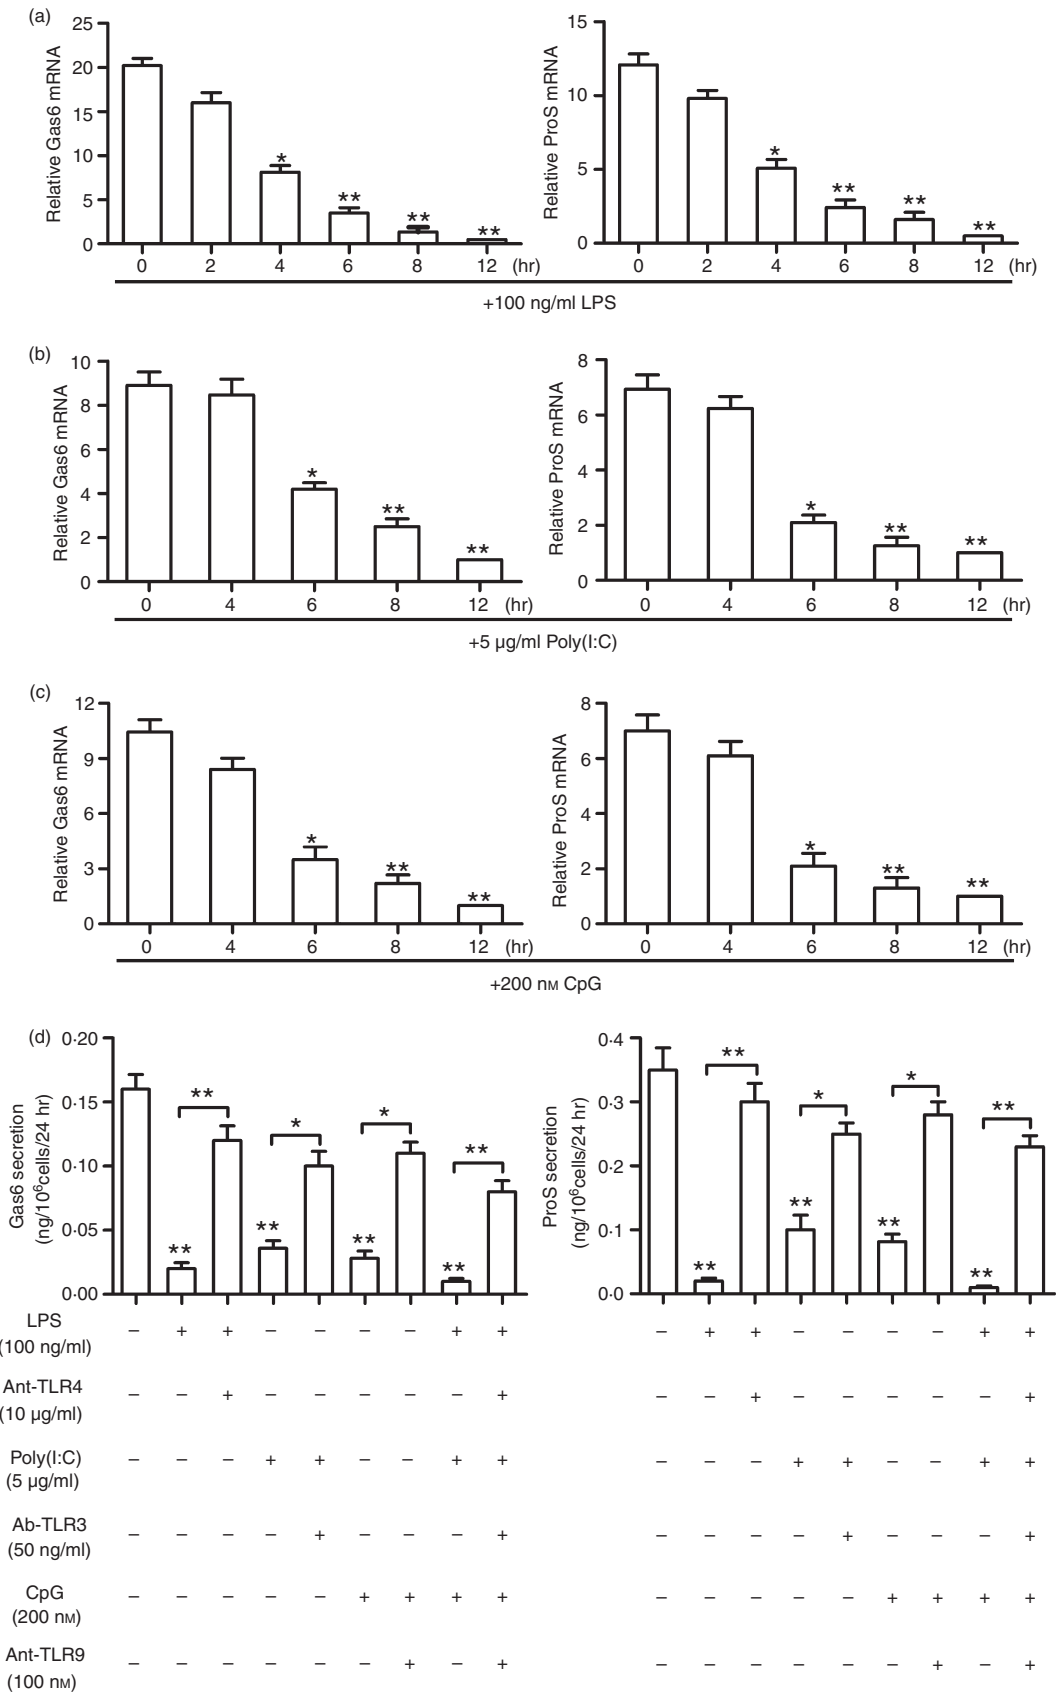 (a)
25
20
15
10
5
0
Relative Gas6 mRNA
* ** ** **
0 2 4 6 8 12 (hr)
15
10
5
0
Relative ProS mRNA
* ** ** **
0 2 4 6 8 12 (hr)
+100 ng/ml LPS
(b)
10
8
6
4
2
0
Relative Gas6 mRNA
* ** **
0 4 6 8 12 (hr)
8
6
4
2
0
Relative ProS mRNA
* ** **
0 4 6 8 12 (hr)
+5 µg/ml Poly(I:C)
(c)
12
9
6
3
0
Relative Gas6 mRNA
* ** **
0 4 6 8 12 (hr)
8
6
4
2
0
Relative ProS mRNA
* ** **
0 4 6 8 12 (hr)
+200 nM CpG
(d)
0·20
0·15
0·10
0·05
0·00
Gas6 secretion
(ng/10⁶cells/24 hr)
** * * **
** ** ** **
0·4
0·3
0·2
0·1
0·0
ProS secretion
(ng/10⁶cells/24 hr)
** * * **
** ** ** **
LPS
(100 ng/ml)
– + + – – – – + + – + + – – – – + +
Ant-TLR4
(10 µg/ml)
– – + – – – – – + – – + – – – – – +
Poly(I:C)
(5 µg/ml)
– – – + + – – + + – – – + + – – + +
Ab-TLR3
(50 ng/ml)
– – – – + – – – + – – – – + – – – +
CpG
(200 nM)
– – – – – + + + + – – – – – + + + +
Ant-TLR9
(100 nM)
– – – – – – + – + – – – – – – + – +